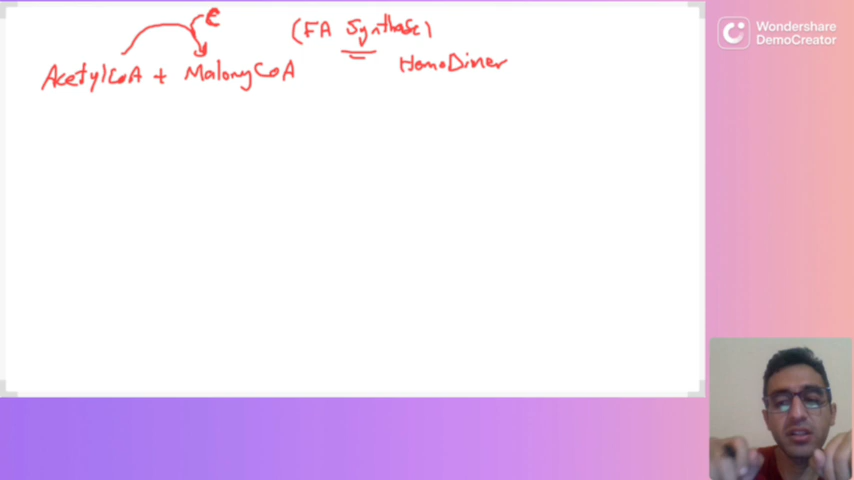 C
(FA Synthase)
AcetylCoA + MalonyCoA
HomoDimer
Wondershare
DemoCreator